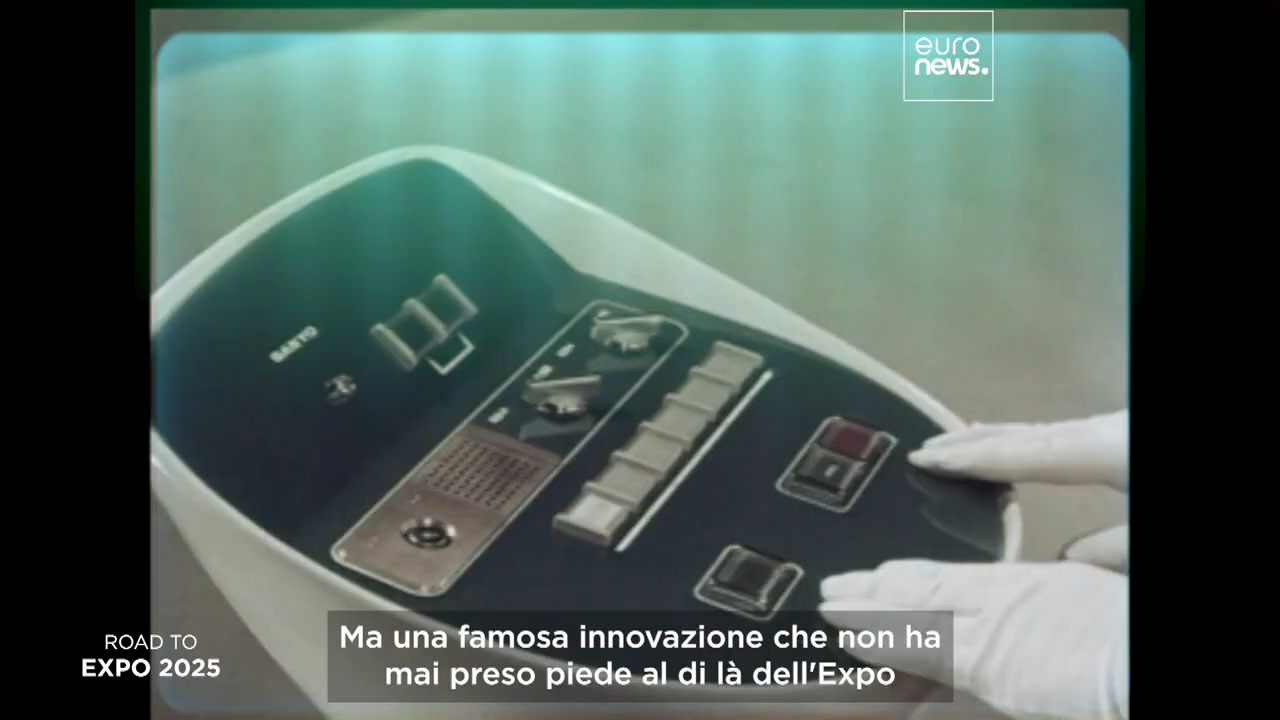 euro
news.
SANYO
ROAD TO
EXPO 2025
Ma una famosa innovazione che non ha
mai preso piede al di là dell'Expo